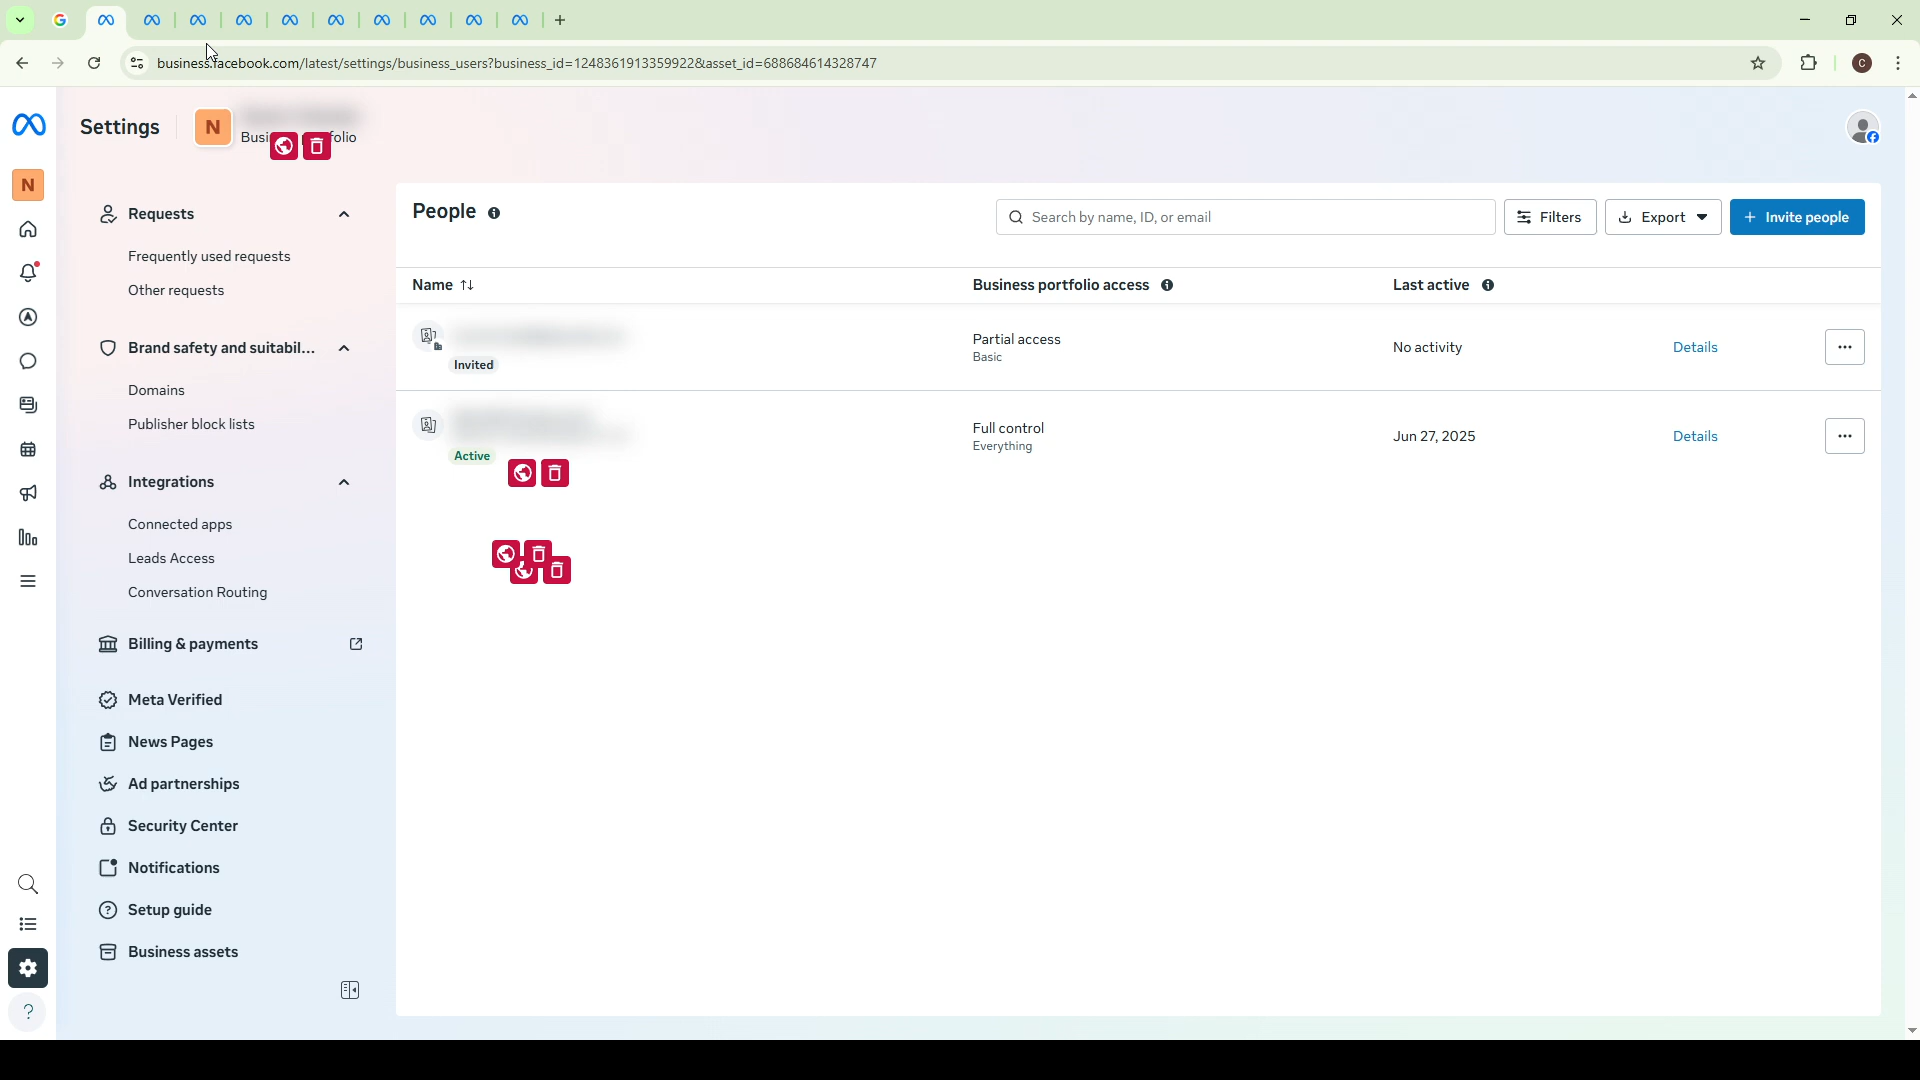 business.facebook.com/latest/settings/business_users?business_id=1248361913359922&asset_id=688684614328747
C
Settings
N
N
People
Search by name, ID, or email
Filters
Export
+ Invite people
Requests
Frequently used requests
Other requests
Brand safety and suitabil...
Domains
Publisher block lists
Integrations
Connected apps
Leads Access
Conversation Routing
Billing & payments
Meta Verified
News Pages
Ad partnerships
Security Center
Notifications
Setup guide
Business assets
Name
Business portfolio access
Last active
Invited
Partial access
Basic
No activity
Details
Active
Full control
Everything
Jun 27, 2025
Details